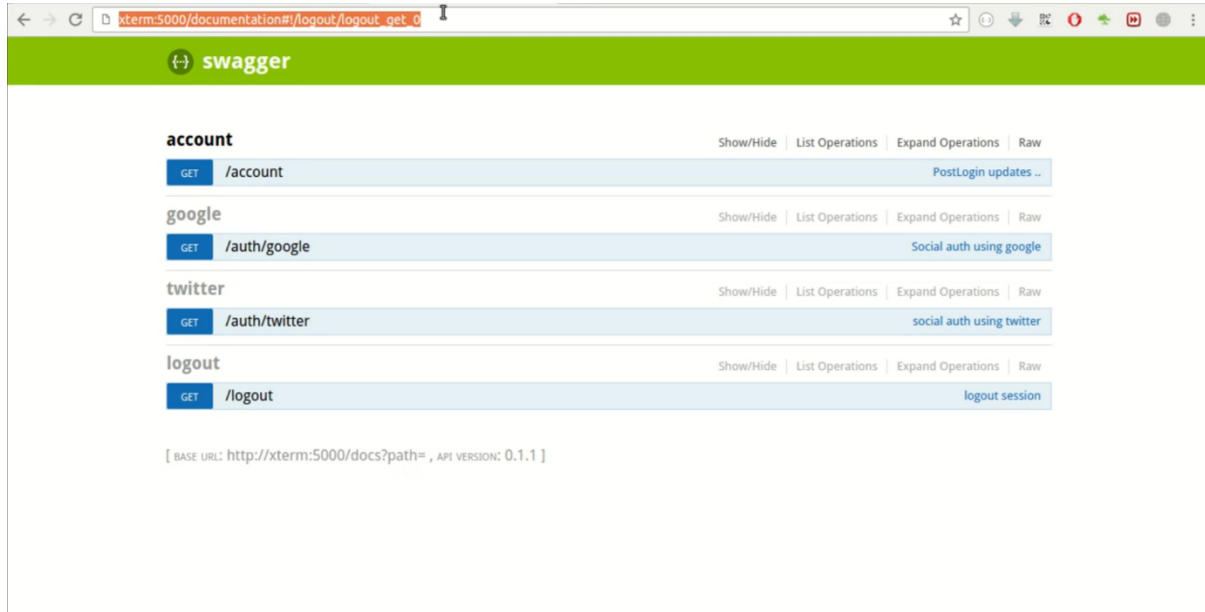 xterm:5000/documentation#!/logout/logout_get_0
swagger
account Show/Hide List Operations Expand Operations Raw
GET /account PostLogin updates ..
google Show/Hide List Operations Expand Operations Raw
GET /auth/google Social auth using google
twitter Show/Hide List Operations Expand Operations Raw
GET /auth/twitter social auth using twitter
logout Show/Hide List Operations Expand Operations Raw
GET /logout logout session
[ BASE URL: http://xterm:5000/docs?path= , API VERSION: 0.1.1 ]